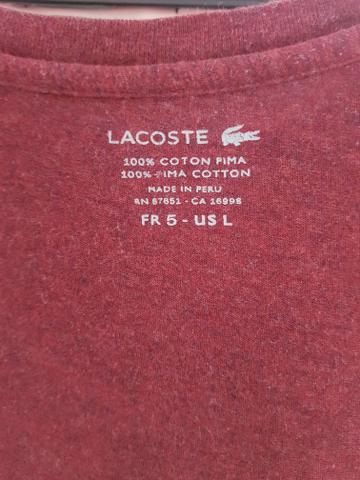 LACOSTE
100% COTON PIMA
100% PIMA COTTON
MADE IN PERU
RN 87651 - CA 16998
FR 5 - US L